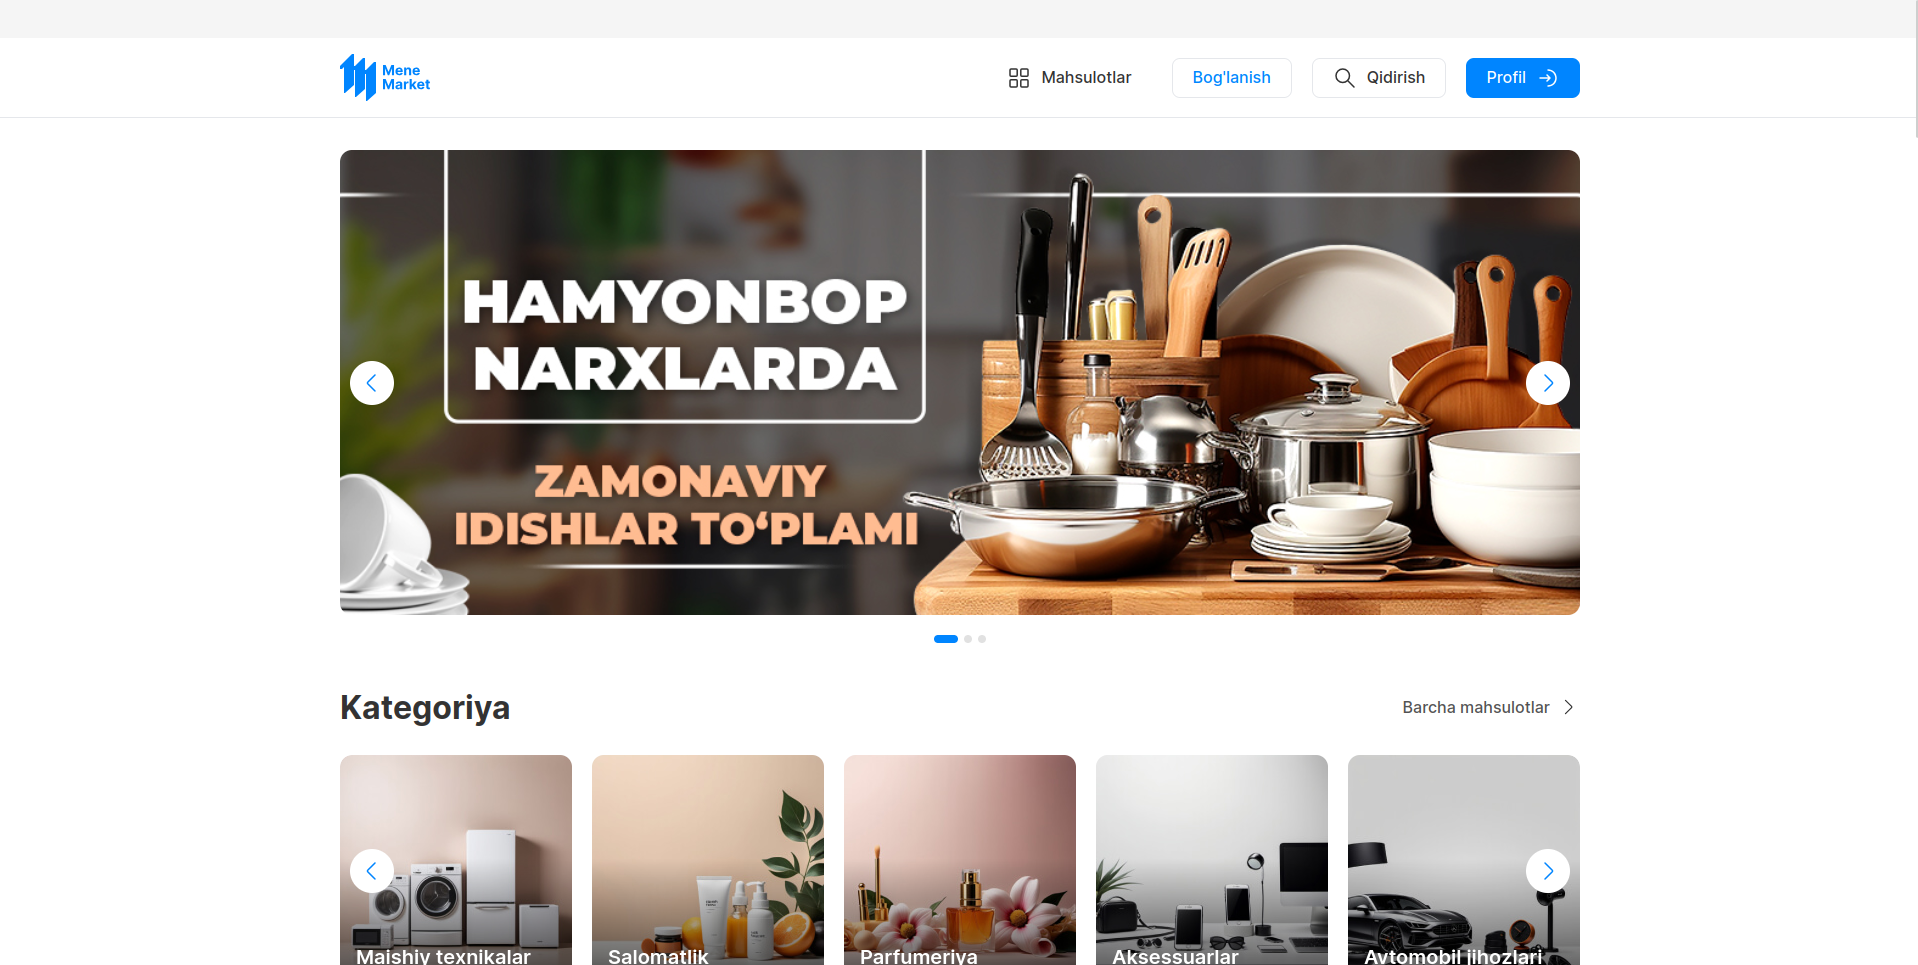 Mene
Market
Mahsulotlar
Bog'lanish
Qidirish
Profil
HAMYONBOP
NARXLARDA
ZAMONAVIY
IDISHLAR TO‘PLAMI
Kategoriya
Barcha mahsulotlar
Maishiy texnikalar
Salomatlik
Parfumeriya
Aksessuarlar
Avtomobil jihozlari